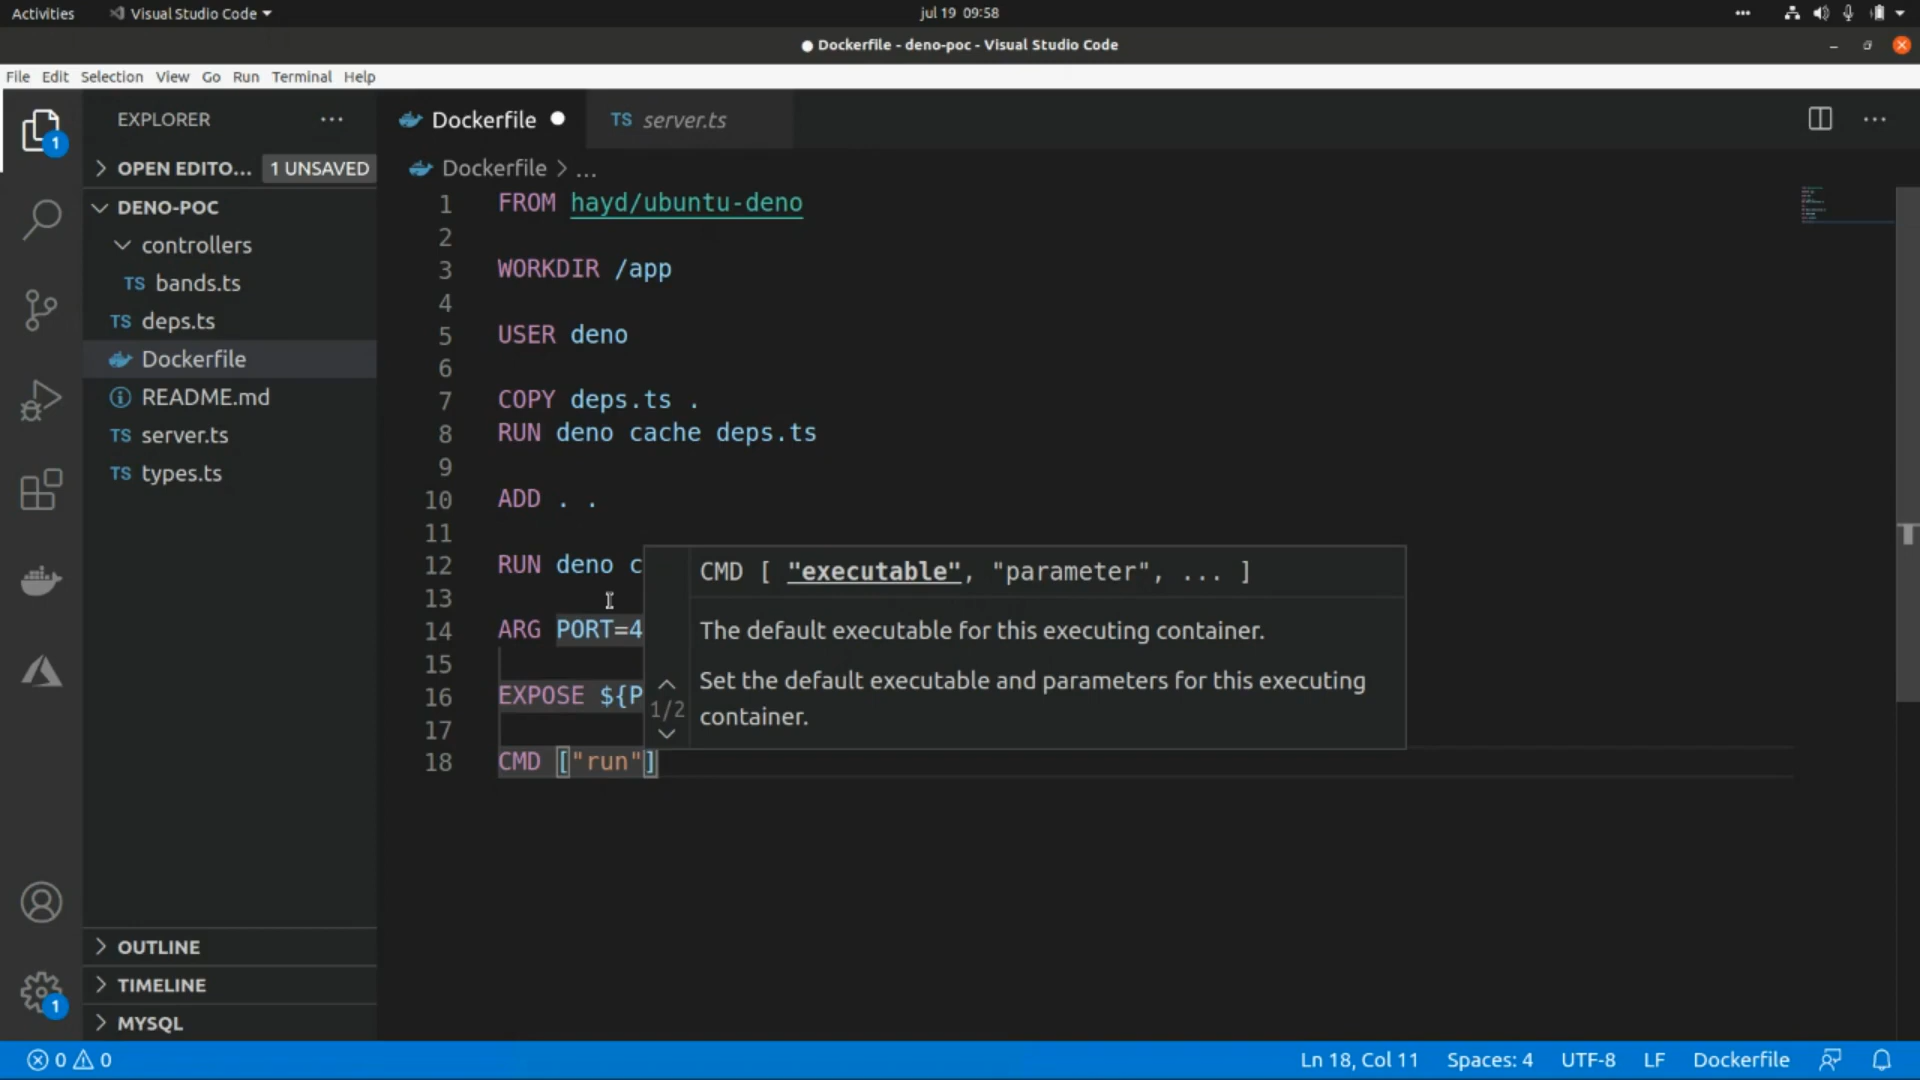 Activities
Visual Studio Code
jul 19 09:58
Dockerfile - deno-poc - Visual Studio Code
File Edit Selection View Go Run Terminal Help
EXPLORER
OPEN EDITO... 1 UNSAVED
DENO-POC
controllers
TS bands.ts
TS deps.ts
Dockerfile
README.md
TS server.ts
TS types.ts
OUTLINE
TIMELINE
MYSQL
1
1
Dockerfile
TS server.ts
Dockerfile > ...
1 FROM hayd/ubuntu-deno
2
3 WORKDIR /app
4
5 USER deno
6
7 COPY deps.ts .
8 RUN deno cache deps.ts
9
10 ADD . .
11
12 RUN deno c
13
14 ARG PORT=4
15
16 EXPOSE ${P
17
18 CMD ["run"]
CMD [ "executable", "parameter", ... ]
The default executable for this executing container.
Set the default executable and parameters for this executing
container.
1/2
0 0
Ln 18, Col 11 Spaces: 4 UTF-8 LF Dockerfile